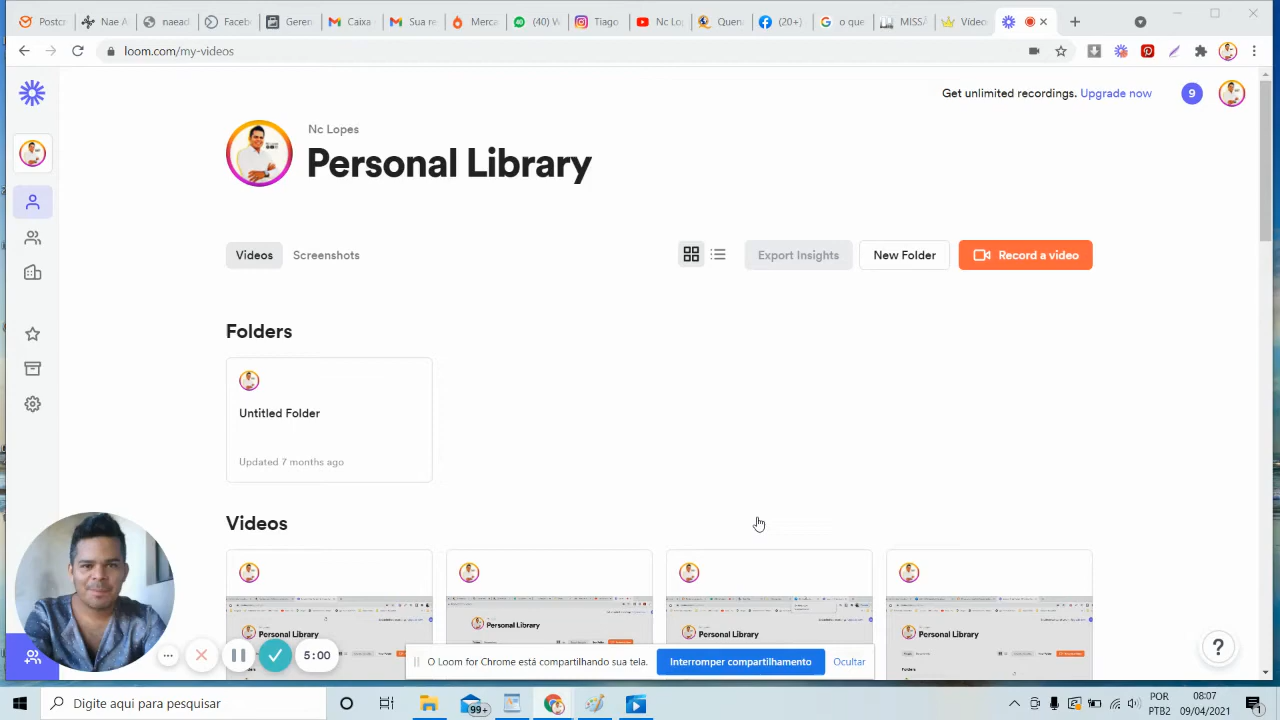 Postcr
Nae A
naad
Faceb
Geren
Caixa
Sua re
Merca
(40) W
Tiago
Nc Lo
Quen
(20+)
o que
MISSA
Vídeo
loom.com/my-videos
Get unlimited recordings. Upgrade now
9
Nc Lopes
Personal Library
Videos
Screenshots
Export Insights
New Folder
Record a video
Folders
Untitled Folder
Updated 7 months ago
Videos
Personal Library
Personal Library
Personal Library
Personal Library
5:00
O Loom for Chrome está compartilhando sua tela.
Interromper compartilhamento
Ocultar
?
Digite aqui para pesquisar
99+
POR
PTB2
08:07
09/04/2021
1